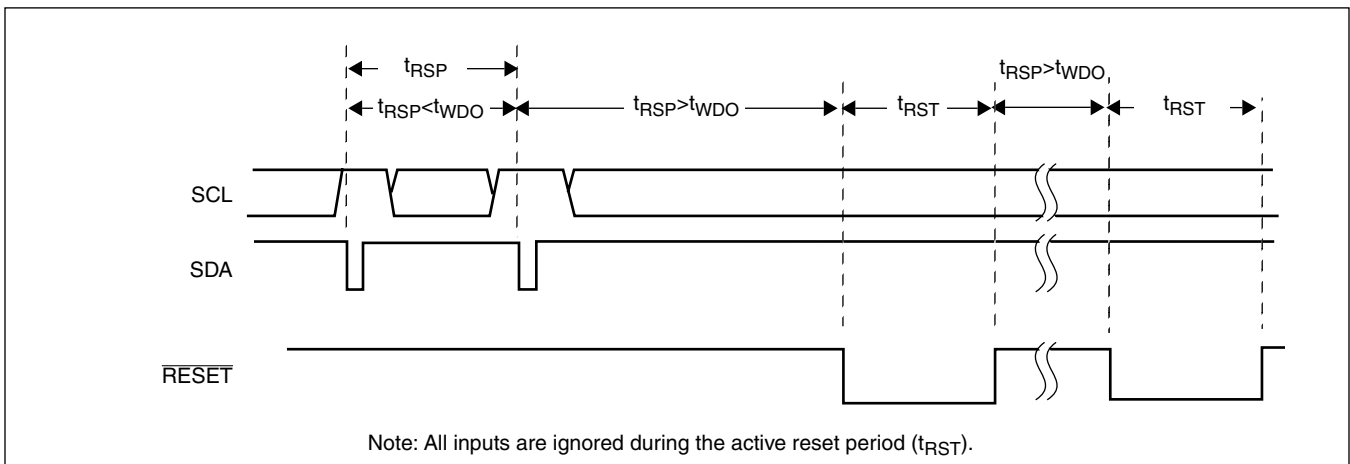 tRSP
tRSP>tWDO
tRSP<tWDO
tRSP>tWDO
tRST
tRST
SCL
SDA
RESET
Note: All inputs are ignored during the active reset period (tRST).